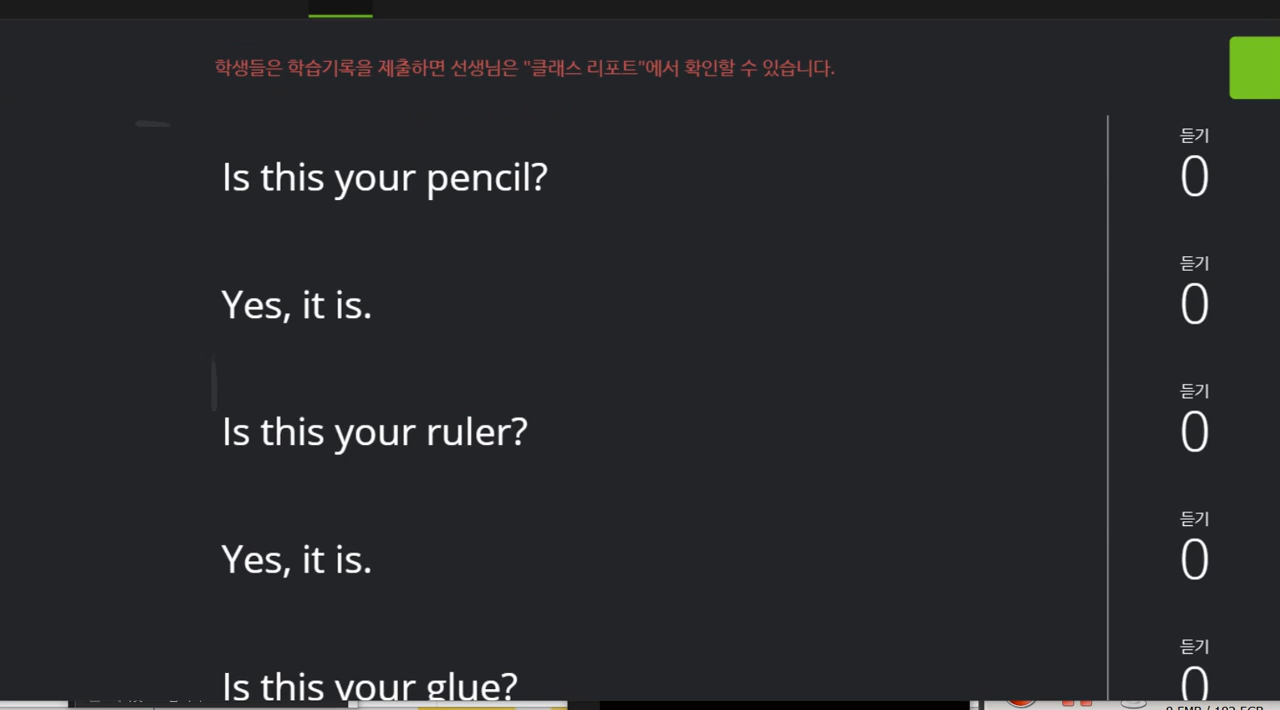 학생들은 학습기록을 제출하면 선생님은 "클래스 리포트"에서 확인할 수 있습니다.
듣기
Is this your pencil? 0
듣기
Yes, it is. 0
듣기
Is this your ruler? 0
듣기
Yes, it is. 0
듣기
Is this your glue? 0